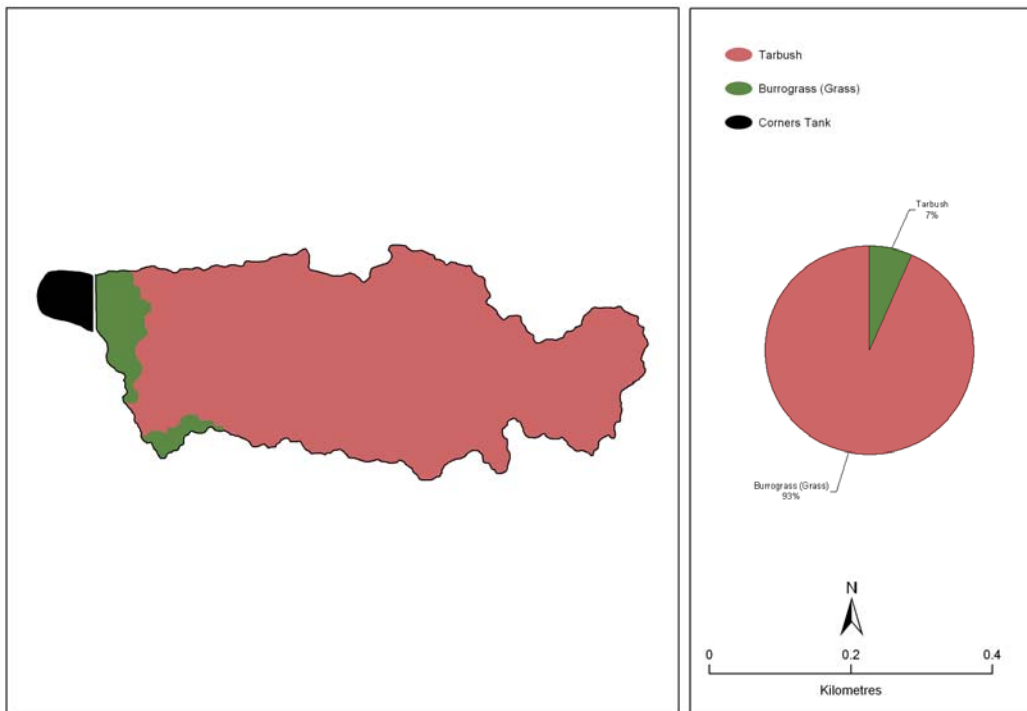 Tarbush
Burrograss (Grass)
Corners Tank
Tarbush
7%
Burrograss (Grass)
93%
N
0
0.2
0.4
Kilometres